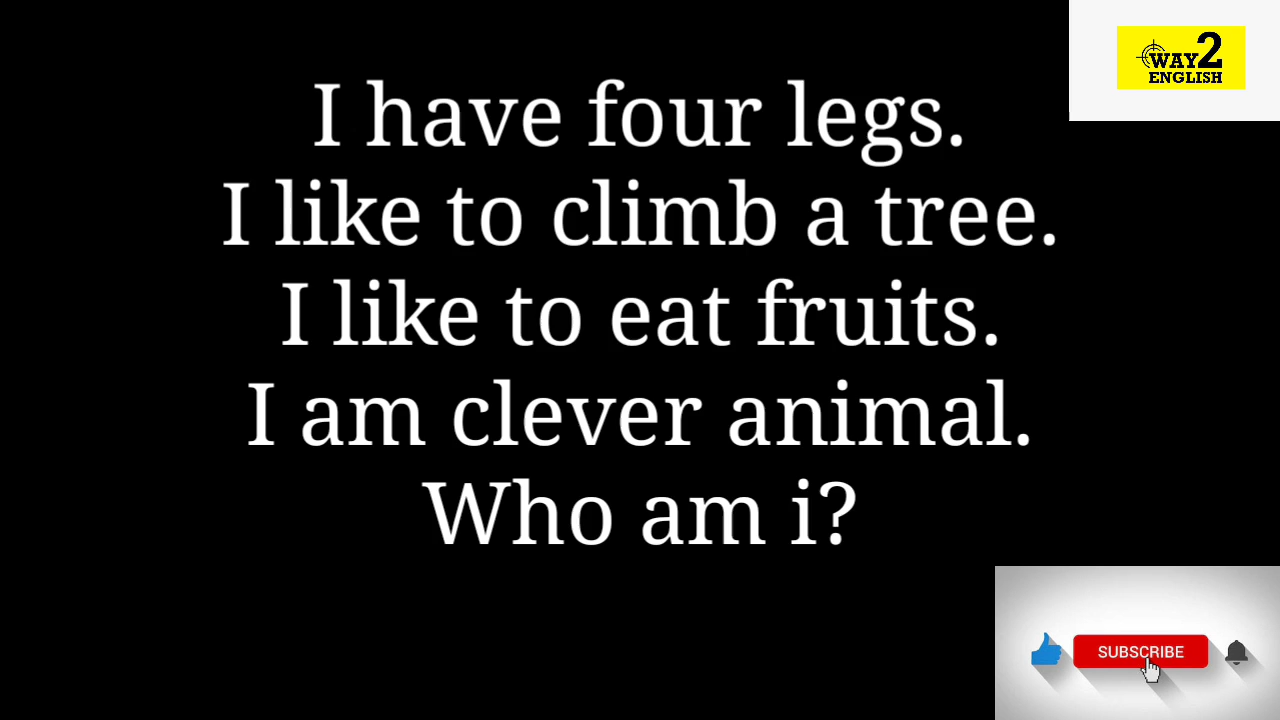 WAY2
ENGLISH
I have four legs.
I like to climb a tree.
I like to eat fruits.
I am clever animal.
Who am i?
SUBSCRIBE